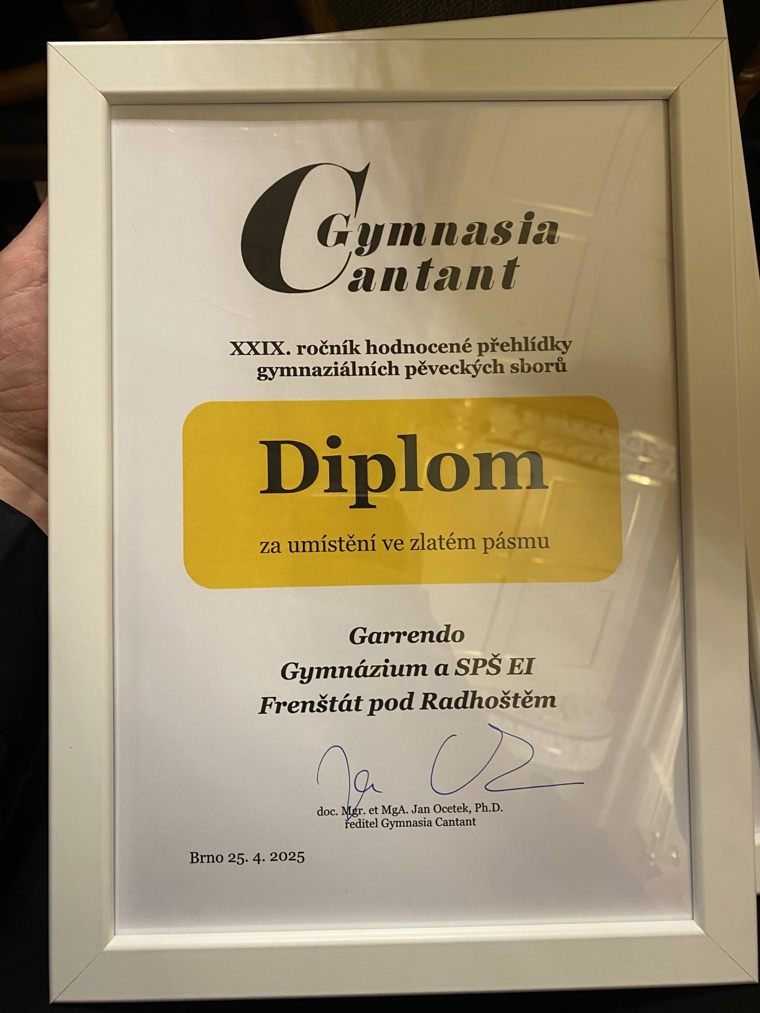 Gymnasia
Cantant
XXIX. ročník hodnocené přehlídky
gymnaziálních pěveckých sborů
Diplom
za umístění ve zlatém pásmu
Garrendo
Gymnázium a SPŠ EI
Frenštát pod Radhoštěm
doc. Mgr. et MgA. Jan Ocetek, Ph.D.
ředitel Gymnasia Cantant
Brno 25. 4. 2025